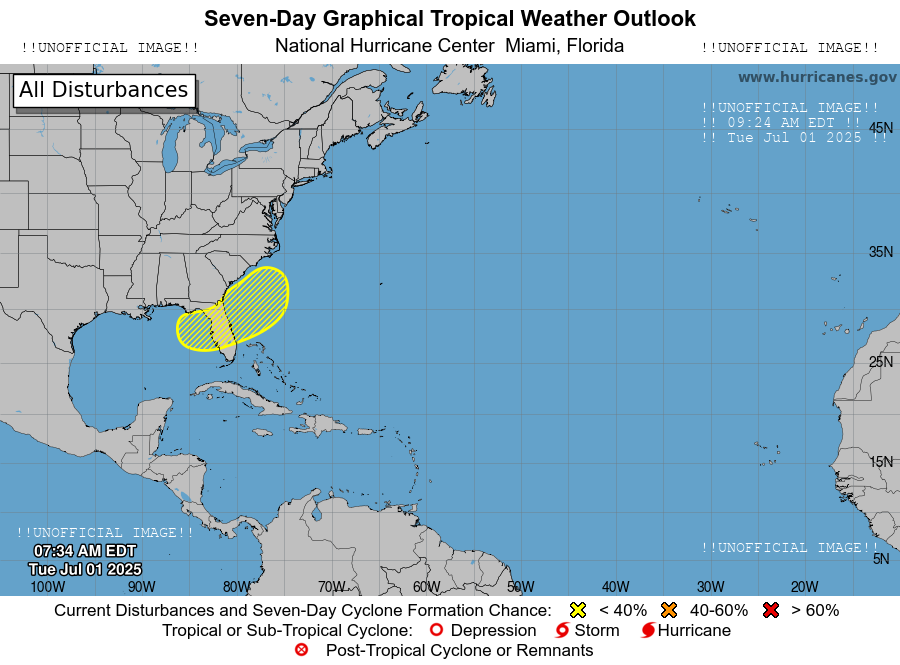 Seven-Day Graphical Tropical Weather Outlook
!!UNOFFICIAL IMAGE!! National Hurricane Center Miami, Florida !!UNOFFICIAL IMAGE!!
All Disturbances
www.hurricanes.gov
!!UNOFFICIAL IMAGE!!
!! 09:24 AM EDT !!
!! Tue Jul 01 2025 !!
45N
35N
25N
15N
!!UNOFFICIAL IMAGE!!
07:34 AM EDT
Tue Jul 01 2025
!!UNOFFICIAL IMAGE!!
5N
100W 90W 80W 70W 60W 50W 40W 30W 20W
Current Disturbances and Seven-Day Cyclone Formation Chance: < 40% 40-60% > 60%
Tropical or Sub-Tropical Cyclone: Depression Storm Hurricane
Post-Tropical Cyclone or Remnants